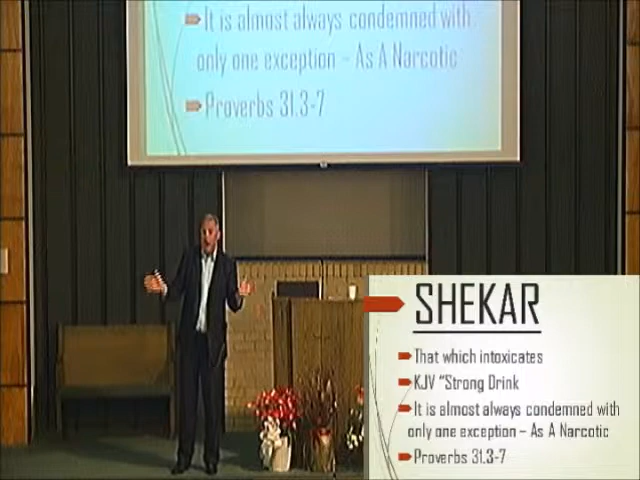 It is almost always condemned with
only one exception – As A Narcotic
Proverbs 31.3-7
SHEKAR
That which intoxicates
KJV “Strong Drink
It is almost always condemned with
only one exception – As A Narcotic
Proverbs 31.3-7